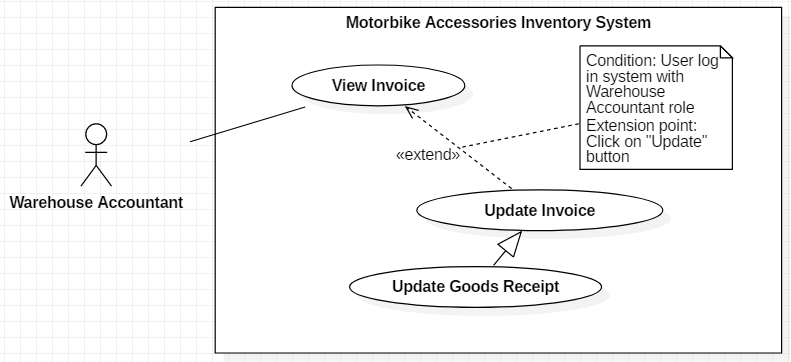 Motorbike Accessories Inventory System
View Invoice
Condition: User log
in system with
Warehouse
Accountant role
Extension point:
Click on "Update"
button
«extend»
Warehouse Accountant
Update Invoice
Update Goods Receipt